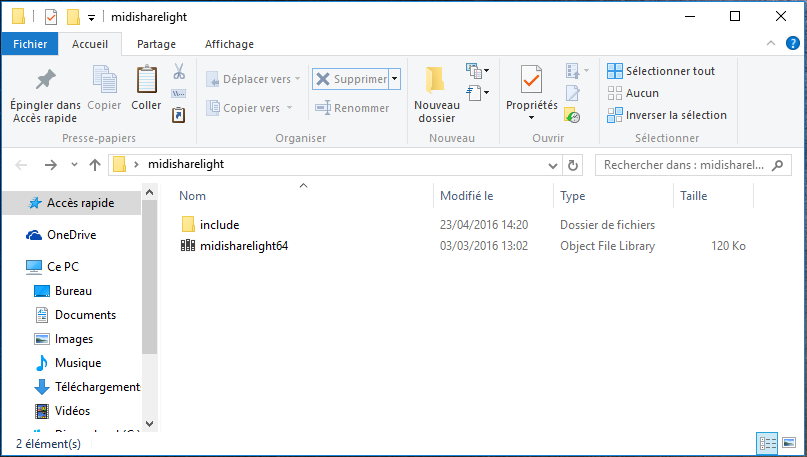 midisharelight
Fichier Accueil Partage Affichage
Épingler dans Accès rapide
Copier
Coller
Presse-papiers
Déplacer vers
Copier vers
Supprimer
Renommer
Organiser
Nouveau dossier
Nouveau
Propriétés
Ouvrir
Sélectionner tout
Aucun
Inverser la sélection
Sélectionner
midisharelight
Rechercher dans : midisharel...
Accès rapide
OneDrive
Ce PC
Bureau
Documents
Images
Musique
Téléchargement
Vidéos
Nom Modifié le Type Taille
include 23/04/2016 14:20 Dossier de fichiers
midisharelight64 03/03/2016 13:02 Object File Library 120 Ko
2 élément(s)